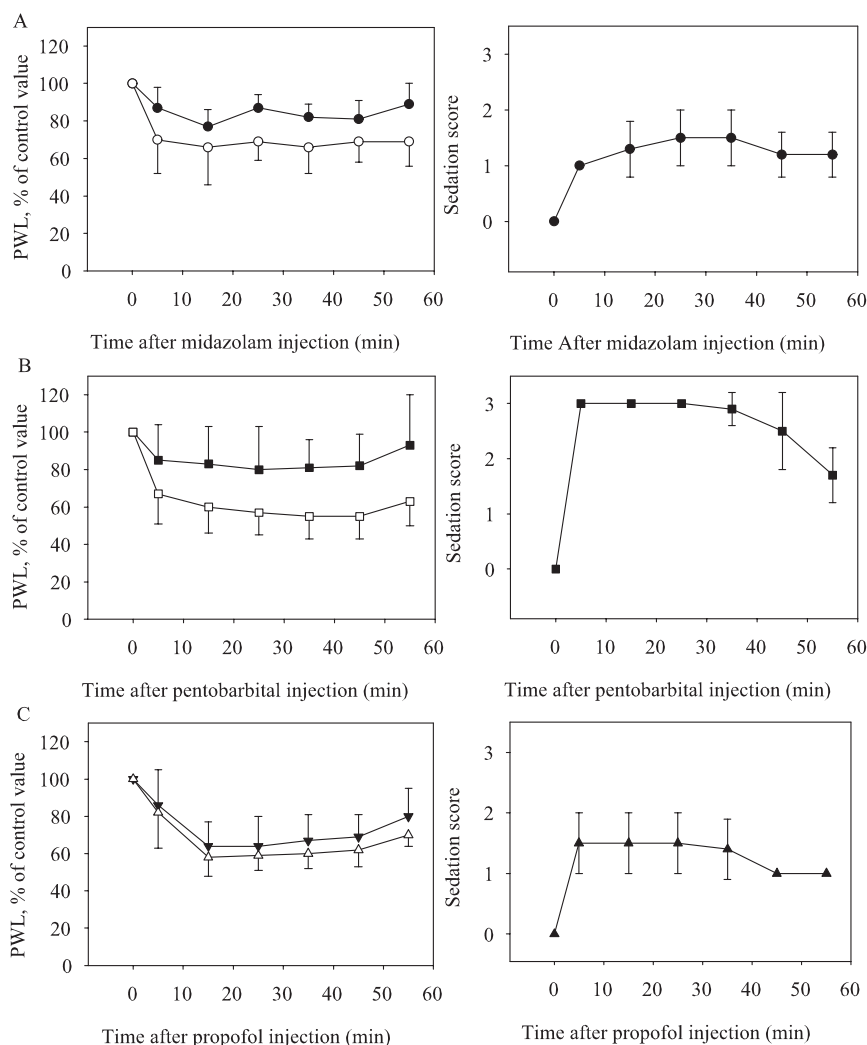 A
PWL, % of control value
120
100
80
60
40
20
0
0 10 20 30 40 50 60
Time after midazolam injection (min)
Sedation score
3
2
1
0
0 10 20 30 40 50 60
Time After midazolam injection (min)
B
PWL, % of control value
120
100
80
60
40
20
0
0 10 20 30 40 50 60
Time after pentobarbital injection (min)
Sedation score
3
2
1
0
0 10 20 30 40 50 60
Time after pentobarbital injection (min)
C
PWL, % of control value
120
100
80
60
40
20
0
0 10 20 30 40 50 60
Time after propofol injection (min)
Sedation score
3
2
1
0
0 10 20 30 40 50 60
Time after propofol injection (min)